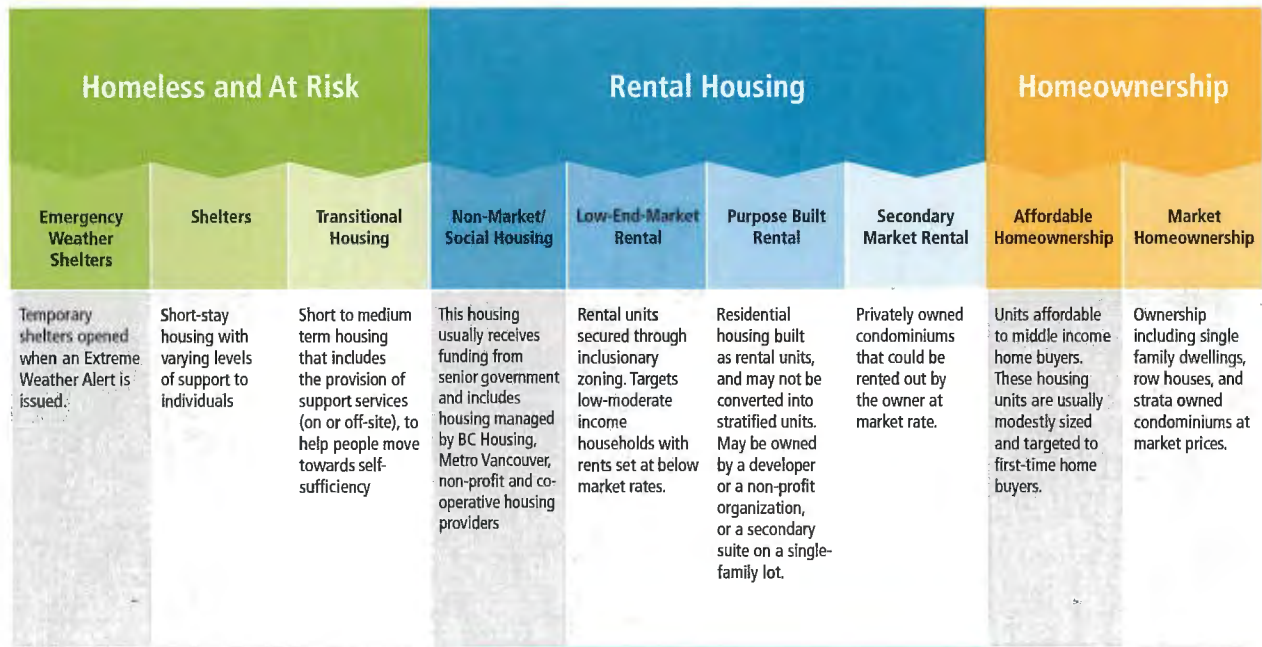 Homeless and At Risk
Rental Housing
Homeownership
Emergency
Weather
Shelters
Shelters
Transitional
Housing
Non-Market/
Social Housing
Low-End-Market
Rental
Purpose Built
Rental
Secondary
Market Rental
Affordable
Homeownership
Market
Homeownership
Temporary
shelters opened
when an Extreme
Weather Alert is
issued.
Short-stay
housing with
varying levels
of support to
individuals
Short to medium
term housing
that includes
the provision of
support services
(on or off-site), to
help people move
towards self-
sufficiency
This housing
usually receives
funding from
senior government
and includes
housing managed
by BC Housing,
Metro Vancouver,
non-profit and co-
operative housing
providers
Rental units
secured through
inclusionary
zoning. Targets
low-moderate
income
households with
rents set at below
market rates.
Residential
housing built
as rental units,
and may not be
converted into
stratified units.
May be owned
by a developer
or a non-profit
organization,
or a secondary
suite on a single-
family lot.
Privately owned
condominiums
that could be
rented out by
the owner at
market rate.
Units affordable
to middle income
home buyers.
These housing
units are usually
modestly sized
and targeted to
first-time home
buyers.
Ownership
including single
family dwellings,
row houses, and
strata owned
condominiums at
market prices.